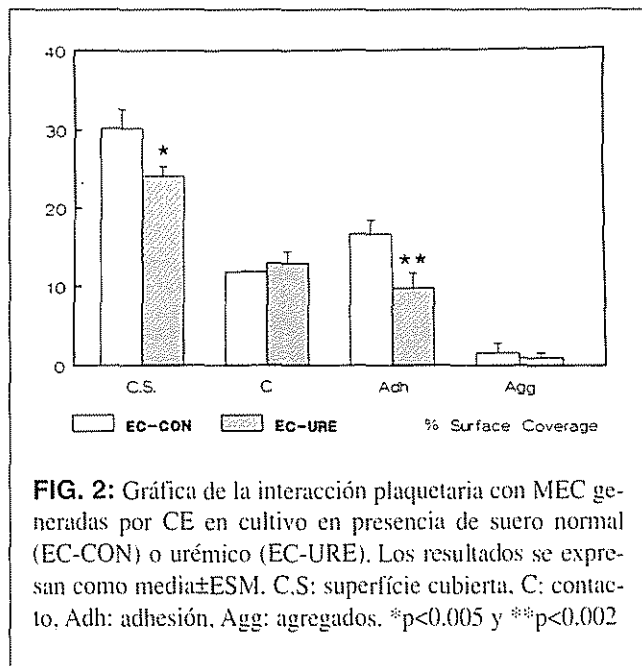 40
30
20
10
0
*
**
C.S.
C
Adh
Agg
EC-CON
EC-URE
% Surface Coverage
FIG. 2: Gráfica de la interacción plaquetaria con MEC ge-
neradas por CE en cultivo en presencia de suero normal
(EC-CON) o urémico (EC-URE). Los resultados se expre-
san como media±ESM. C.S: superfície cubierta. C: contac-
to, Adh: adhesión, Agg: agregados. *p<0.005 y **p<0.002